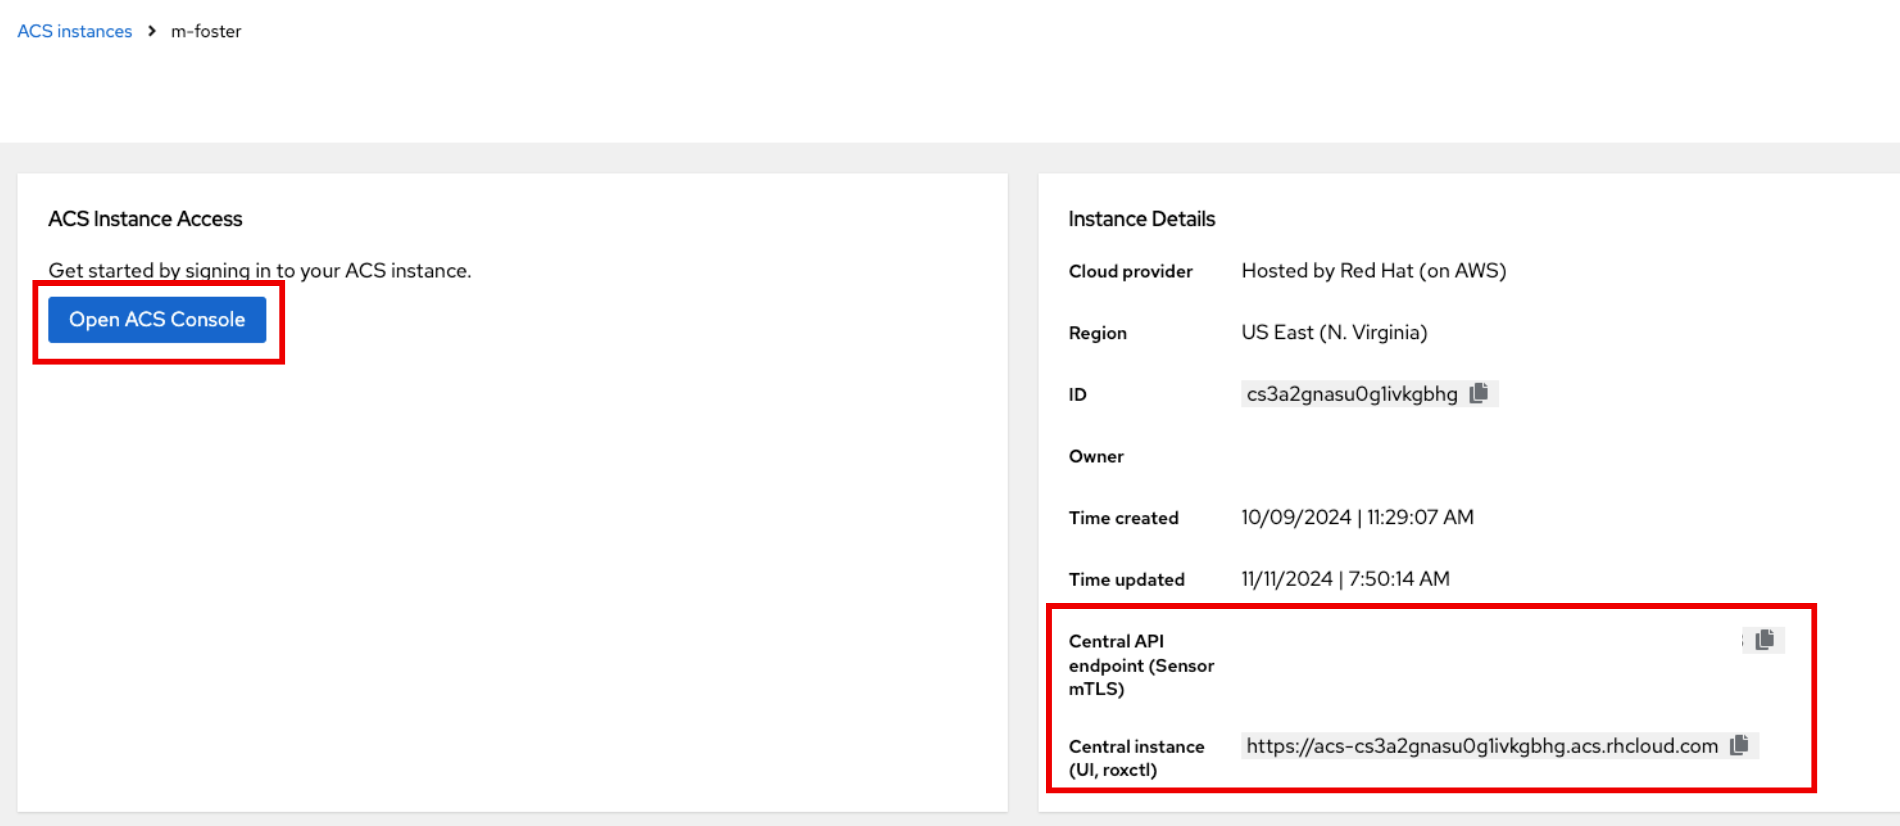 ACS instances > m-foster
ACS Instance Access
Get started by signing in to your ACS instance.
Open ACS Console
Instance Details
Cloud provider Hosted by Red Hat (on AWS)
Region US East (N. Virginia)
ID cs3a2gnasu0g1ivkgbhg
Owner
Time created 10/09/2024 | 11:29:07 AM
Time updated 11/11/2024 | 7:50:14 AM
Central API
endpoint (Sensor
mTLS)
Central instance https://acs-cs3a2gnasu0g1ivkgbhg.acs.rhcloud.com
(UI, roxctl)